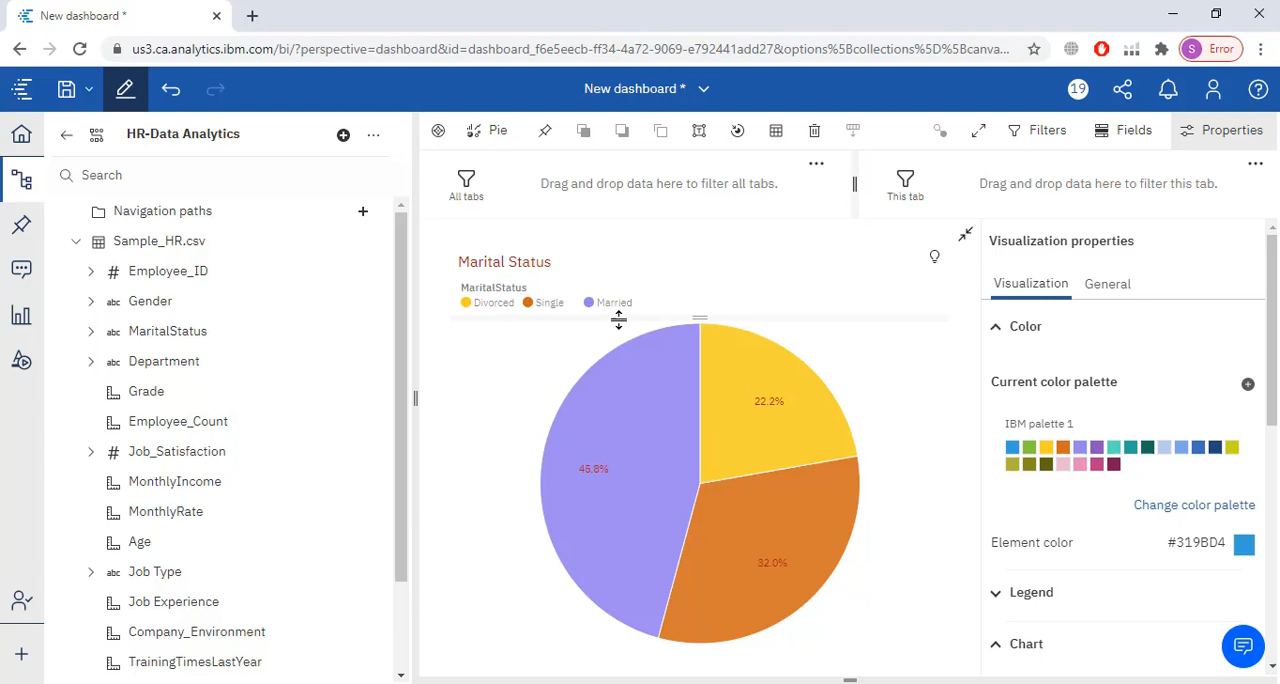 New dashboard *
us3.ca.analytics.ibm.com/bi/?perspective=dashboard&id=dashboard_f6e5eecb-ff34-4a72-9069-e792441add27&options%5Bcollections%5D%5Bcanva...
S Error
New dashboard *
19
HR-Data Analytics
Pie
Filters
Fields
Properties
Search
All tabs
Drag and drop data here to filter all tabs.
This tab
Drag and drop data here to filter this tab.
Navigation paths
Sample_HR.csv
# Employee_ID
abc Gender
abc MaritalStatus
abc Department
Grade
Employee_Count
# Job_Satisfaction
MonthlyIncome
MonthlyRate
Age
abc Job Type
Job Experience
Company_Environment
TrainingTimesLastYear
Marital Status
MaritalStatus
Divorced Single Married
22.2%
45.8%
32.0%
Visualization properties
Visualization General
Color
Current color palette
IBM palette 1
Change color palette
Element color #319BD4
Legend
Chart